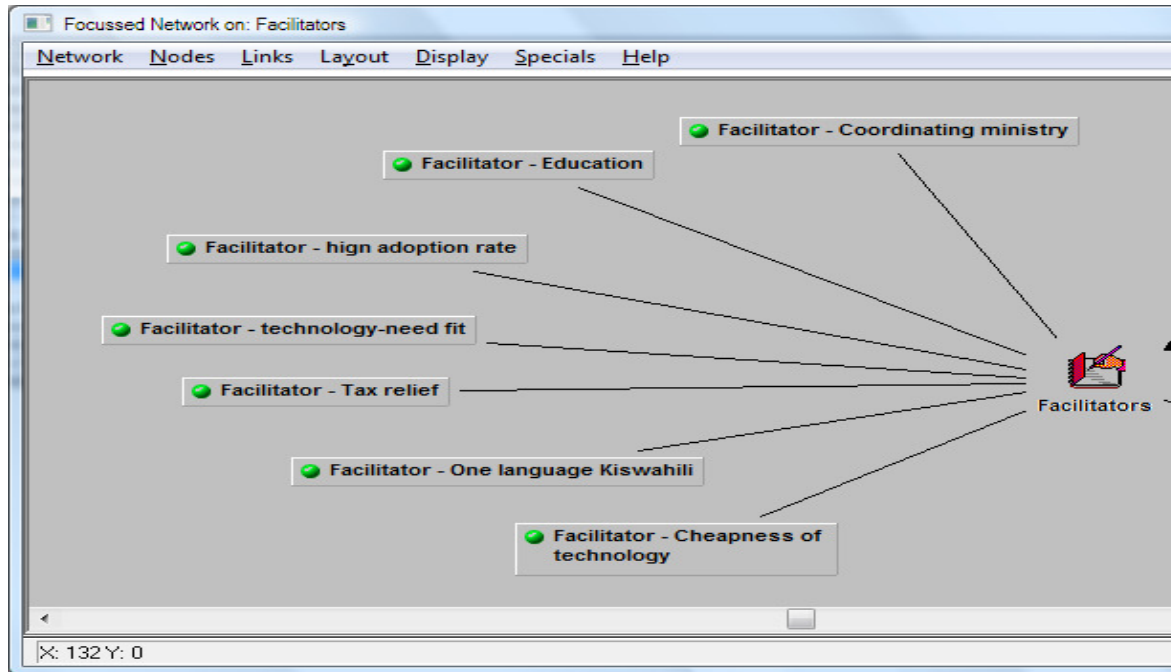 Focussed Network on: Facilitators
Network Nodes Links Layout Display Specials Help
Facilitator - Coordinating ministry
Facilitator - Education
Facilitator - hign adoption rate
Facilitator - technology-need fit
Facilitator - Tax relief
Facilitators
Facilitator - One language Kiswahili
Facilitator - Cheapness of
technology
X: 132 Y: 0